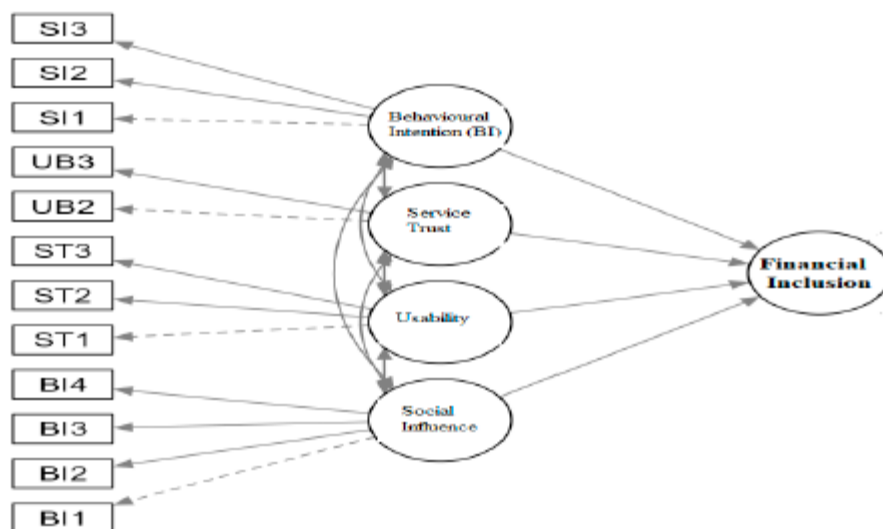 SI3
SI2
SI1
UB3
UB2
ST3
ST2
ST1
BI4
BI3
BI2
BI1
Behavioural
Intention (BI)
Service
Trust
Usability
Social
Influence
Financial
Inclusion